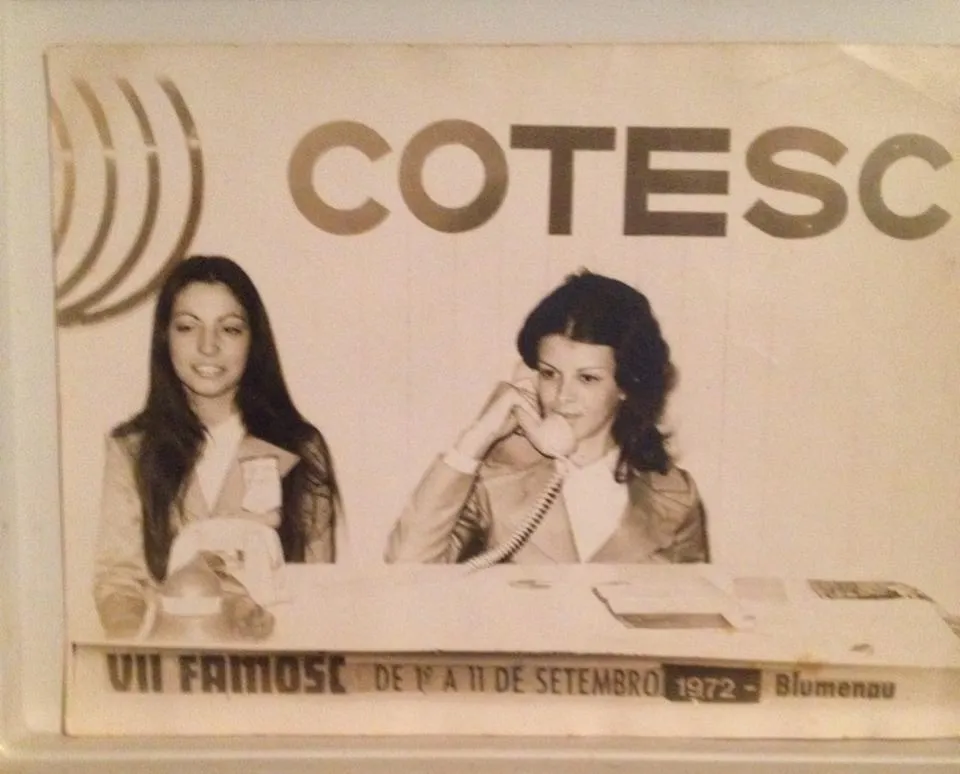 COTESC
VII FAMOSC DE 1º A 11 DE SETEMBRO 1972 - Blumenau